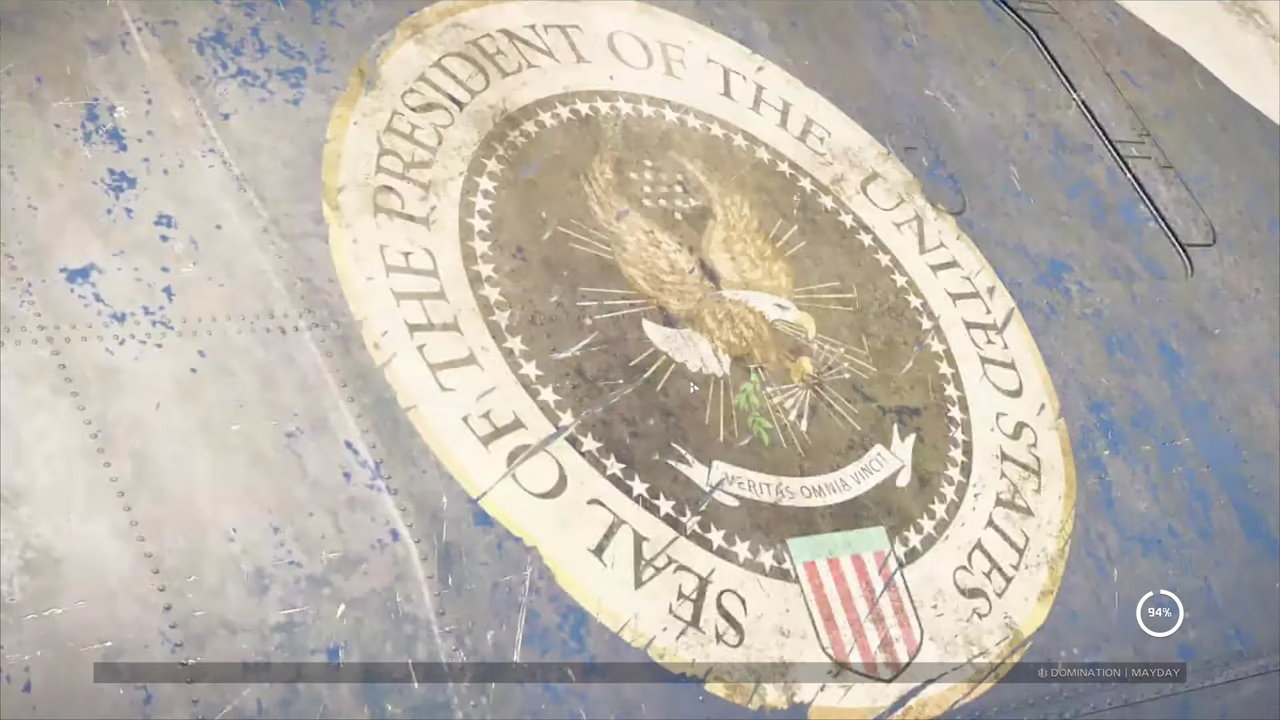 SEAL OF THE PRESIDENT OF THE UNITED STATES
VERITAS OMNIA VINCIT
94%
DOMINATION | MAYDAY